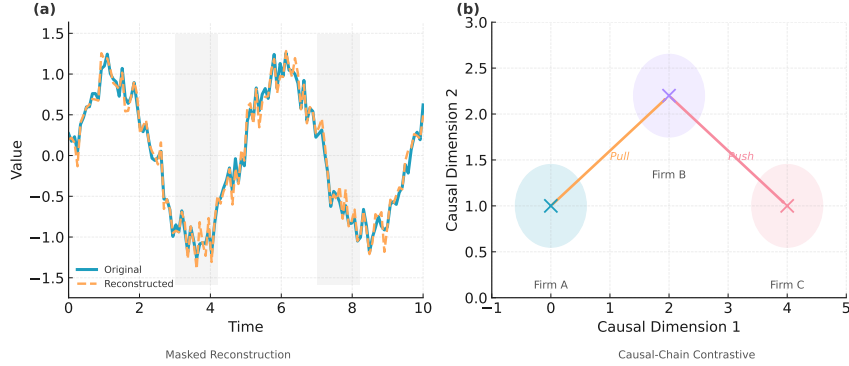 (a)
1.5
1.0
0.5
0.0
−0.5
−1.0
−1.5
Value
Original
Reconstructed
0 2 4 6 8 10
Time
Masked Reconstruction
(b)
3.0
2.5
2.0
1.5
1.0
0.5
0.0
Causal Dimension 2
Pull
Push
Firm B
Firm A
Firm C
−1 0 1 2 3 4 5
Causal Dimension 1
Causal-Chain Contrastive